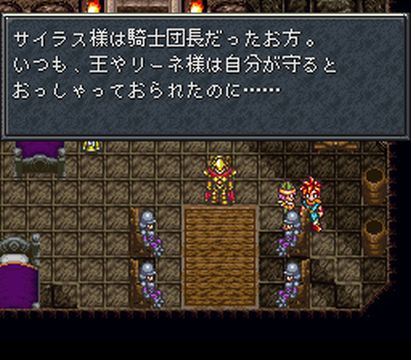 サイラス様は騎士団長だったお方。
いつも、王やリーネ様は自分が守ると
おっしゃっておられたのに……